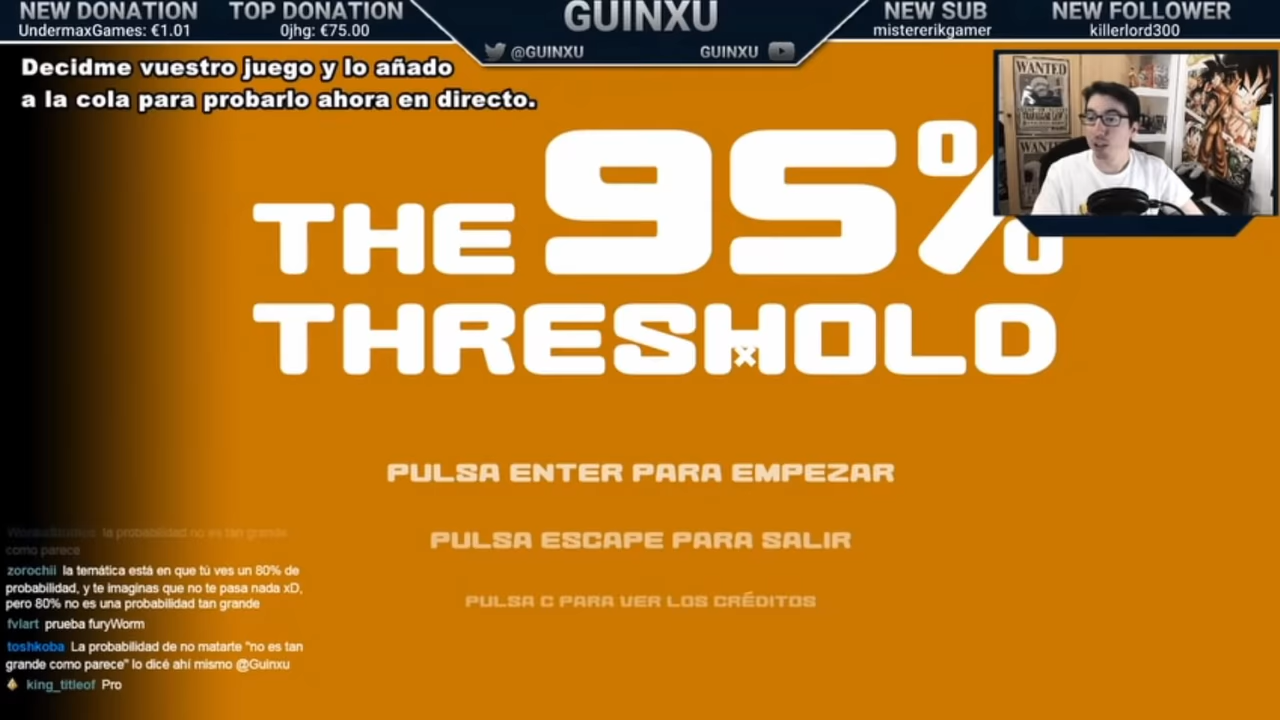 NEW DONATION
UndermaxGames: €1.01
TOP DONATION
0jhg: €75.00
GUINXU
@GUINXU
GUINXU
NEW SUB
mistererikgamer
NEW FOLLOWER
killerlord300
Decidme vuestro juego y lo añado
a la cola para probarlo ahora en directo.
WANTED
TRAFALGAR LAW
WANTED
THE 95%
THRESHOLD
PULSA ENTER PARA EMPEZAR
PULSA ESCAPE PARA SALIR
PULSA C PARA VER LOS CRÉDITOS
la probabilidad no es tan grande
como parece
zorochii la temática está en que tú ves un 80% de
probabilidad, y te imaginas que no te pasa nada xD,
pero 80% no es una probabilidad tan grande
fvlart prueba furyWorm
toshkoba La probabilidad de no matarte "no es tan
grande como parece" lo dicé ahí mismo @Guinxu
king_titleof Pro